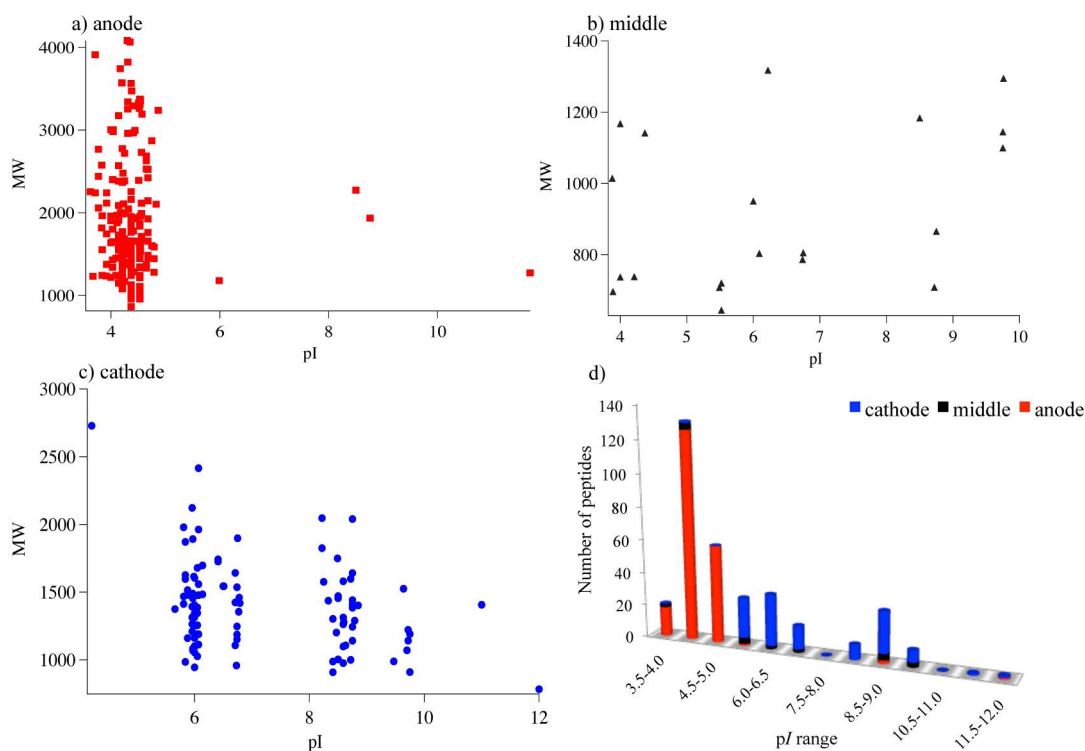 a) anode
4000
3000
2000
1000
MW
4 6 8 10
pI
b) middle
1400
1200
1000
800
MW
4 5 6 7 8 9 10
pI
c) cathode
3000
2500
2000
1500
1000
MW
6 8 10 12
pI
d)
cathode middle anode
140
120
100
80
60
40
20
0
Number of peptides
3.5-4.0
4.5-5.0
6.0-6.5
7.5-8.0
8.5-9.0
10.5-11.0
11.5-12.0
pI range